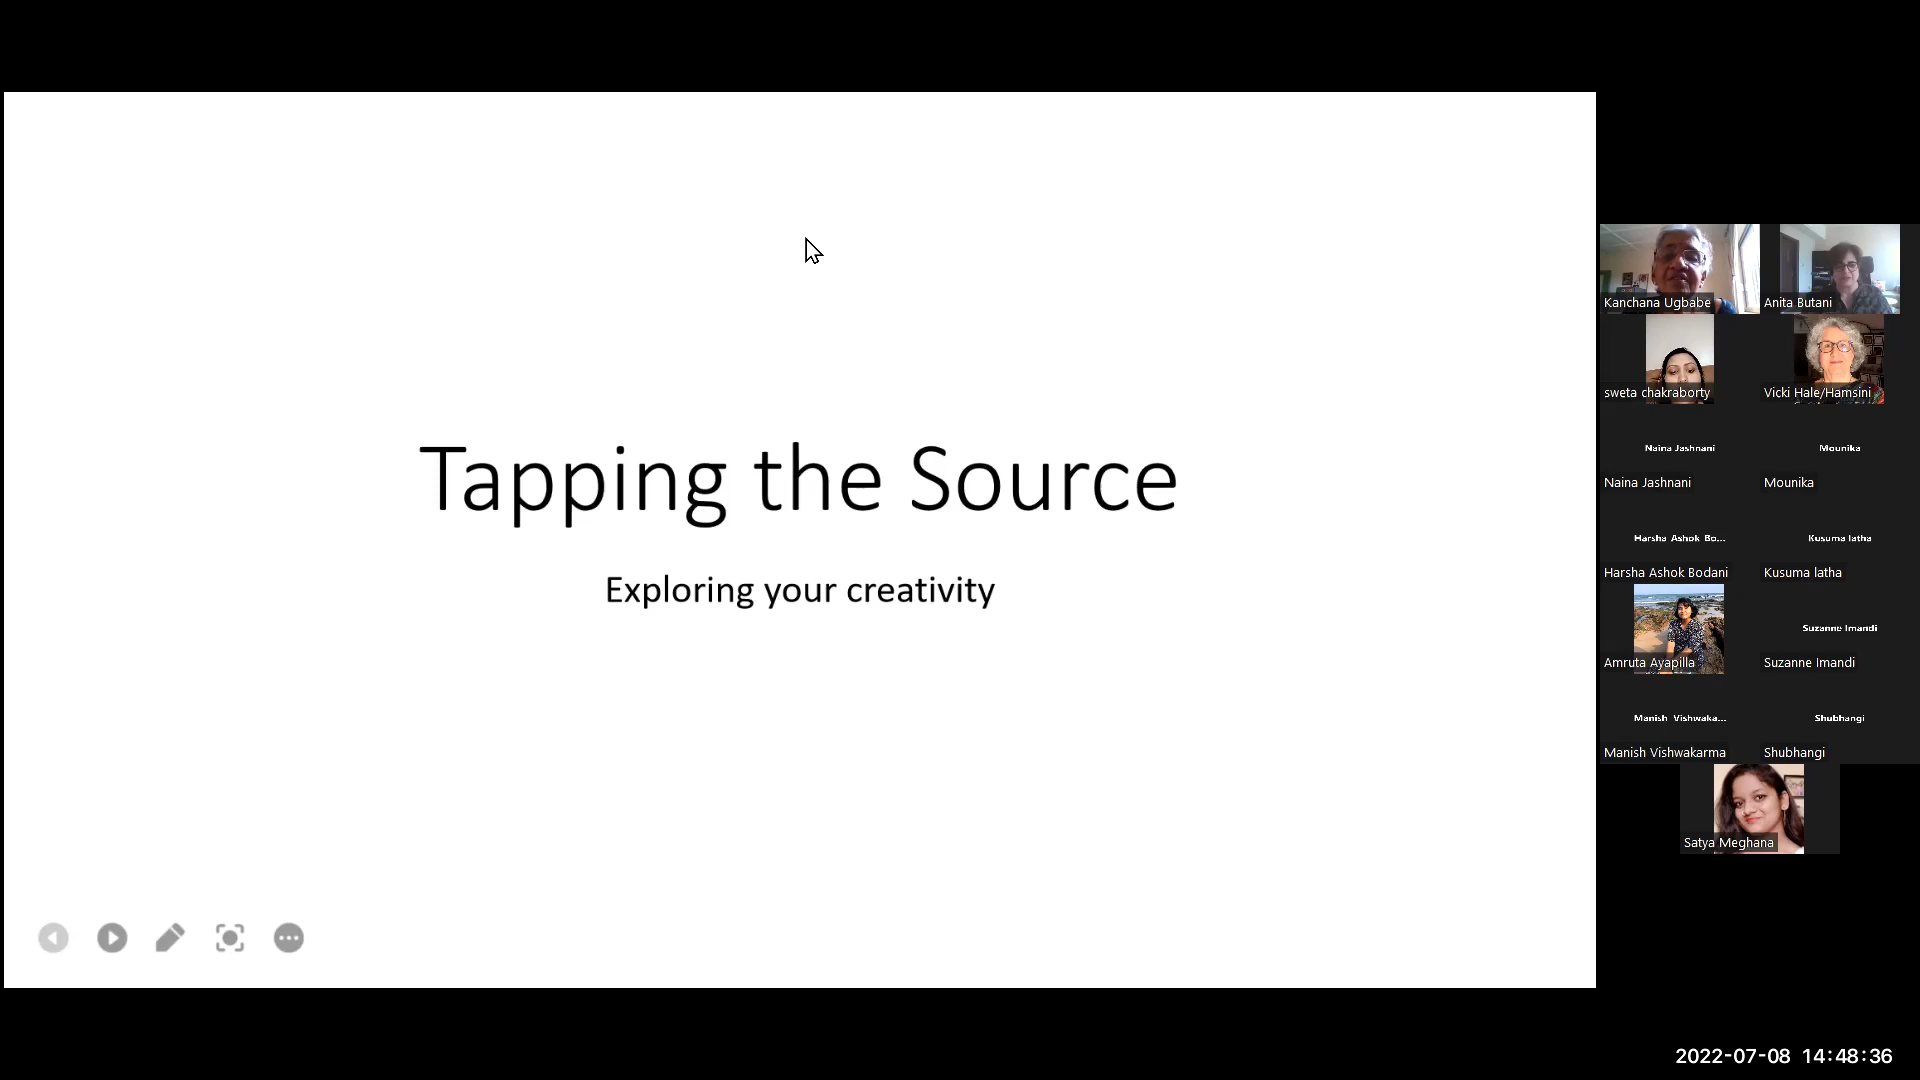 Tapping the Source
Exploring your creativity
Kanchana Ugbabe
Anita Butani
sweta chakraborty
Vicki Hale/Hamsini
Naina Jashnani
Naina Jashnani
Mounika
Mounika
Harsha Ashok Bo...
Harsha Ashok Bodani
Kusuma latha
Kusuma latha
Amruta Ayapilla
Suzanne Imandi
Suzanne Imandi
Manish Vishwaka...
Manish Vishwakarma
Shubhangi
Shubhangi
Satya Meghana
2022-07-08 14:48:36